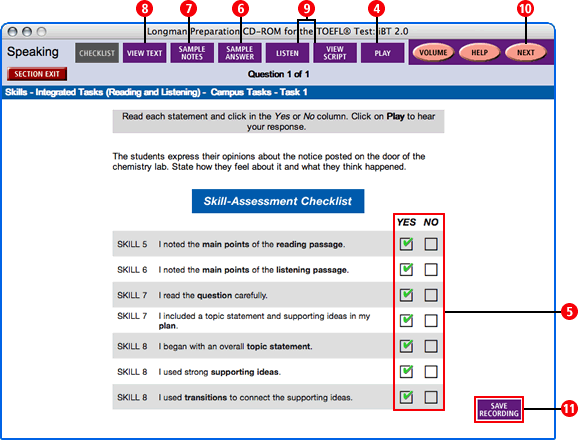 8 7 6 9 4 10
Longman Preparation CD-ROM for the TOEFL® Test: iBT 2.0
Speaking CHECKLIST VIEW TEXT SAMPLE NOTES SAMPLE ANSWER LISTEN VIEW SCRIPT PLAY VOLUME HELP NEXT
SECTION EXIT Question 1 of 1
Skills - Integrated Tasks (Reading and Listening) - Campus Tasks - Task 1
Read each statement and click in the Yes or No column. Click on Play to hear
your response.
The students express their opinions about the notice posted on the door of the
chemistry lab. State how they feel about it and what they think happened.
Skill-Assessment Checklist
YES NO
SKILL 5 I noted the main points of the reading passage.
SKILL 6 I noted the main points of the listening passage.
SKILL 7 I read the question carefully.
5
SKILL 7 I included a topic statement and supporting ideas in my
plan.
SKILL 8 I began with an overall topic statement.
SKILL 8 I used strong supporting ideas.
SKILL 8 I used transitions to connect the supporting ideas.
SAVE
RECORDING
11